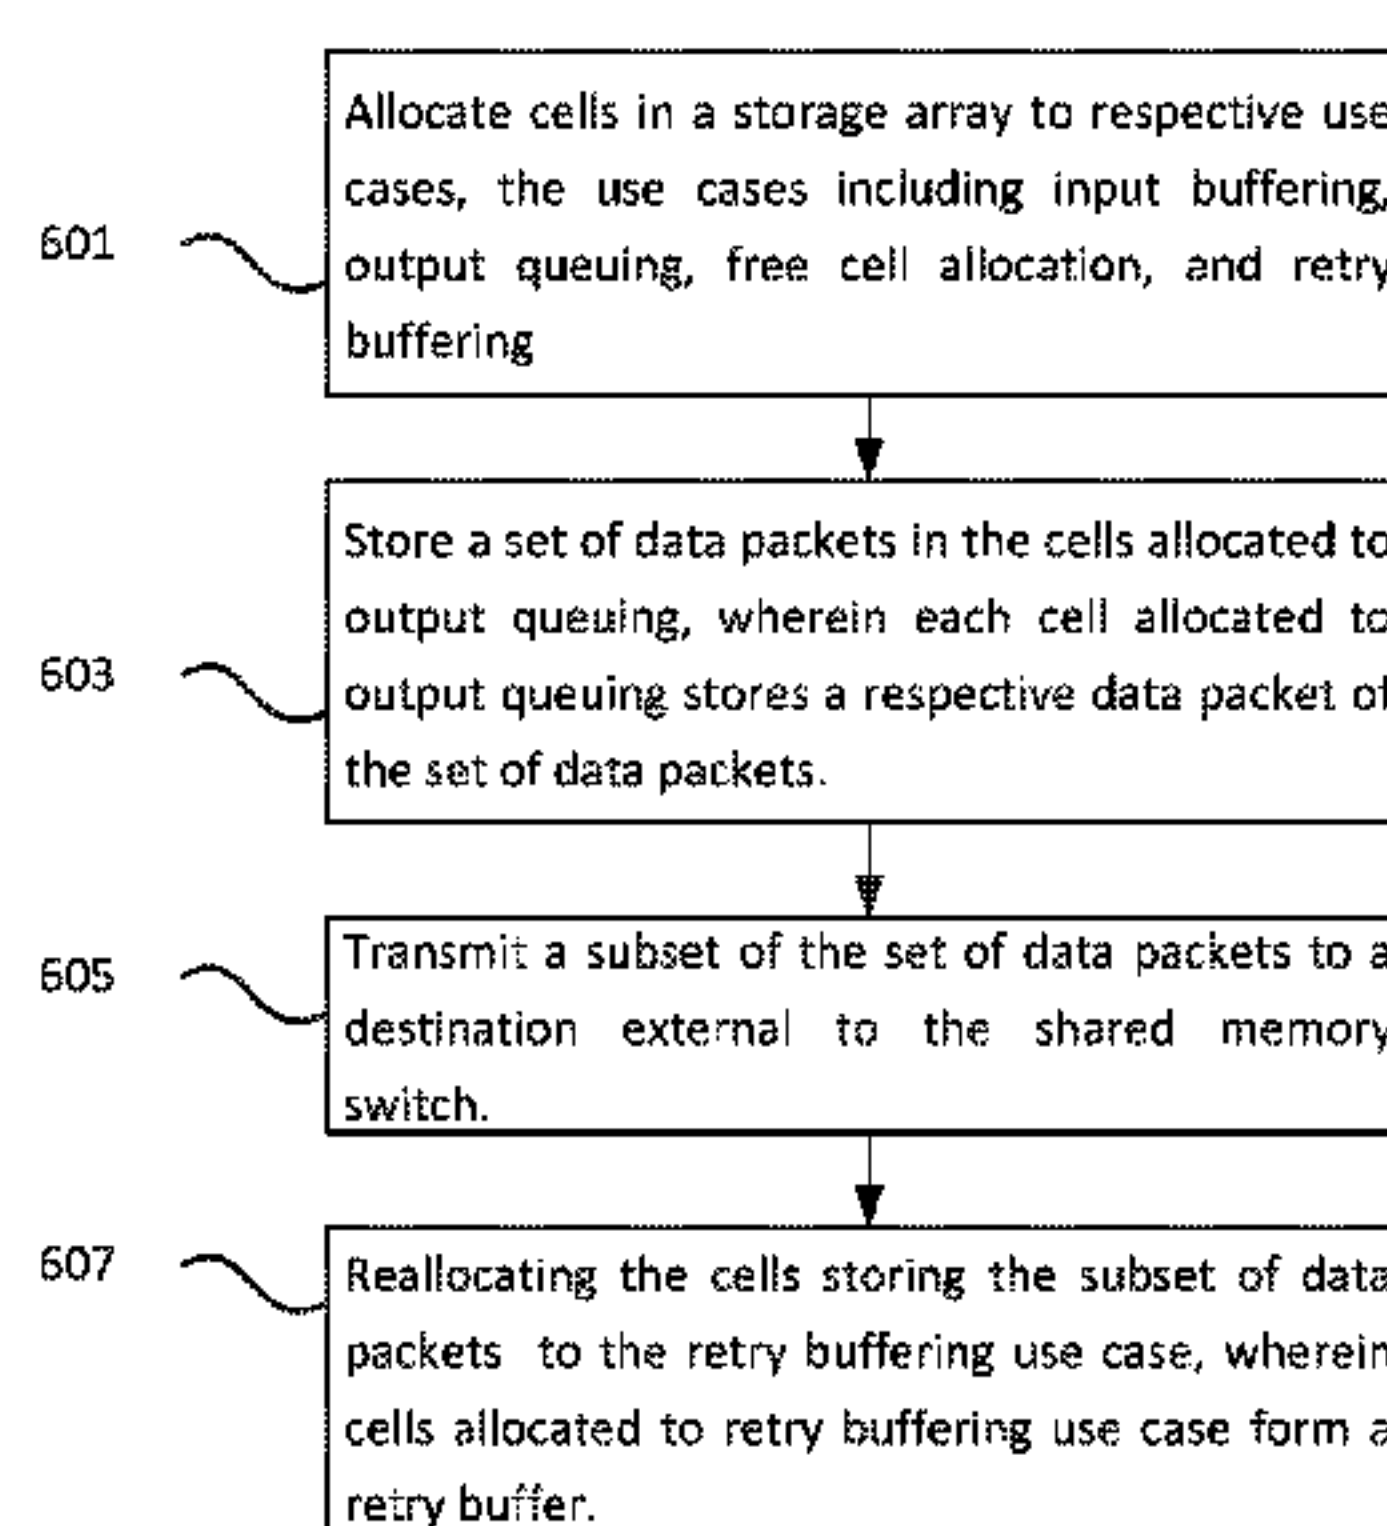 Allocate cells in a storage array to respective use
cases, the use cases including input buffering,
601
output queuing, free cell allocation, and retry
buffering
Store a set of data packets in the cells allocated to
output queuing, wherein each cell allocated to
603
output queuing stores a respective data packet of
the set of data packets.
Transmit a subset of the set of data packets to a
605
destination external to the shared memory
switch.
607
Reallocating the cells storing the subset of data
packets to the retry buffering use case, wherein
cells allocated to retry buffering use case form a
retry buffer.